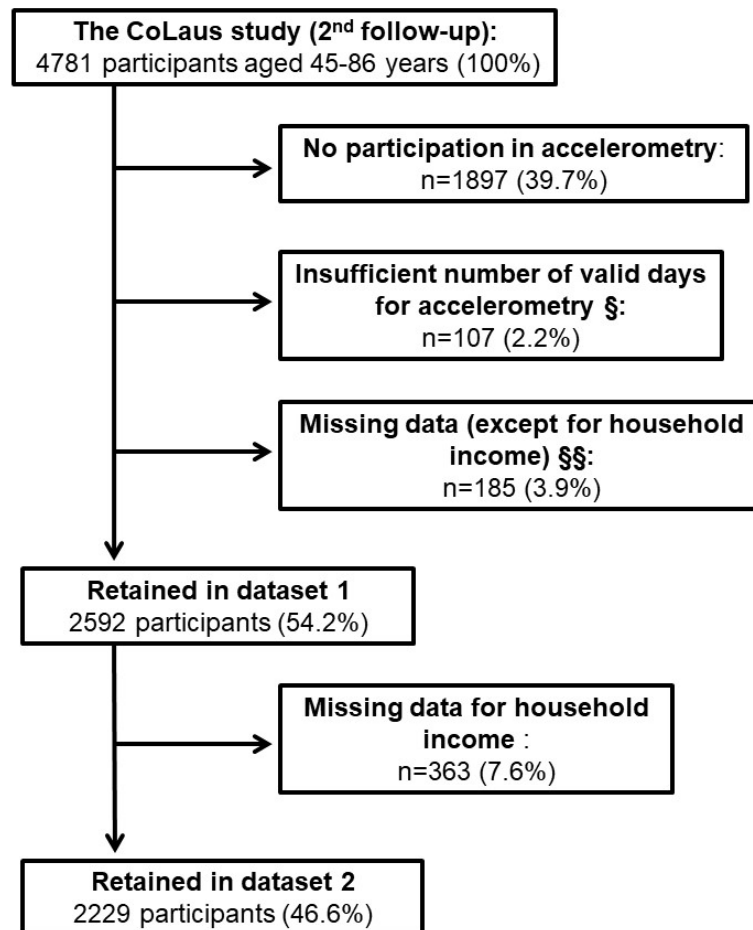 The CoLaus study (2nd follow-up):
4781 participants aged 45-86 years (100%)
No participation in accelerometry:
n=1897 (39.7%)
Insufficient number of valid days
for accelerometry §:
n=107 (2.2%)
Missing data (except for household
income) §§:
n=185 (3.9%)
Retained in dataset 1
2592 participants (54.2%)
Missing data for household
income :
n=363 (7.6%)
Retained in dataset 2
2229 participants (46.6%)